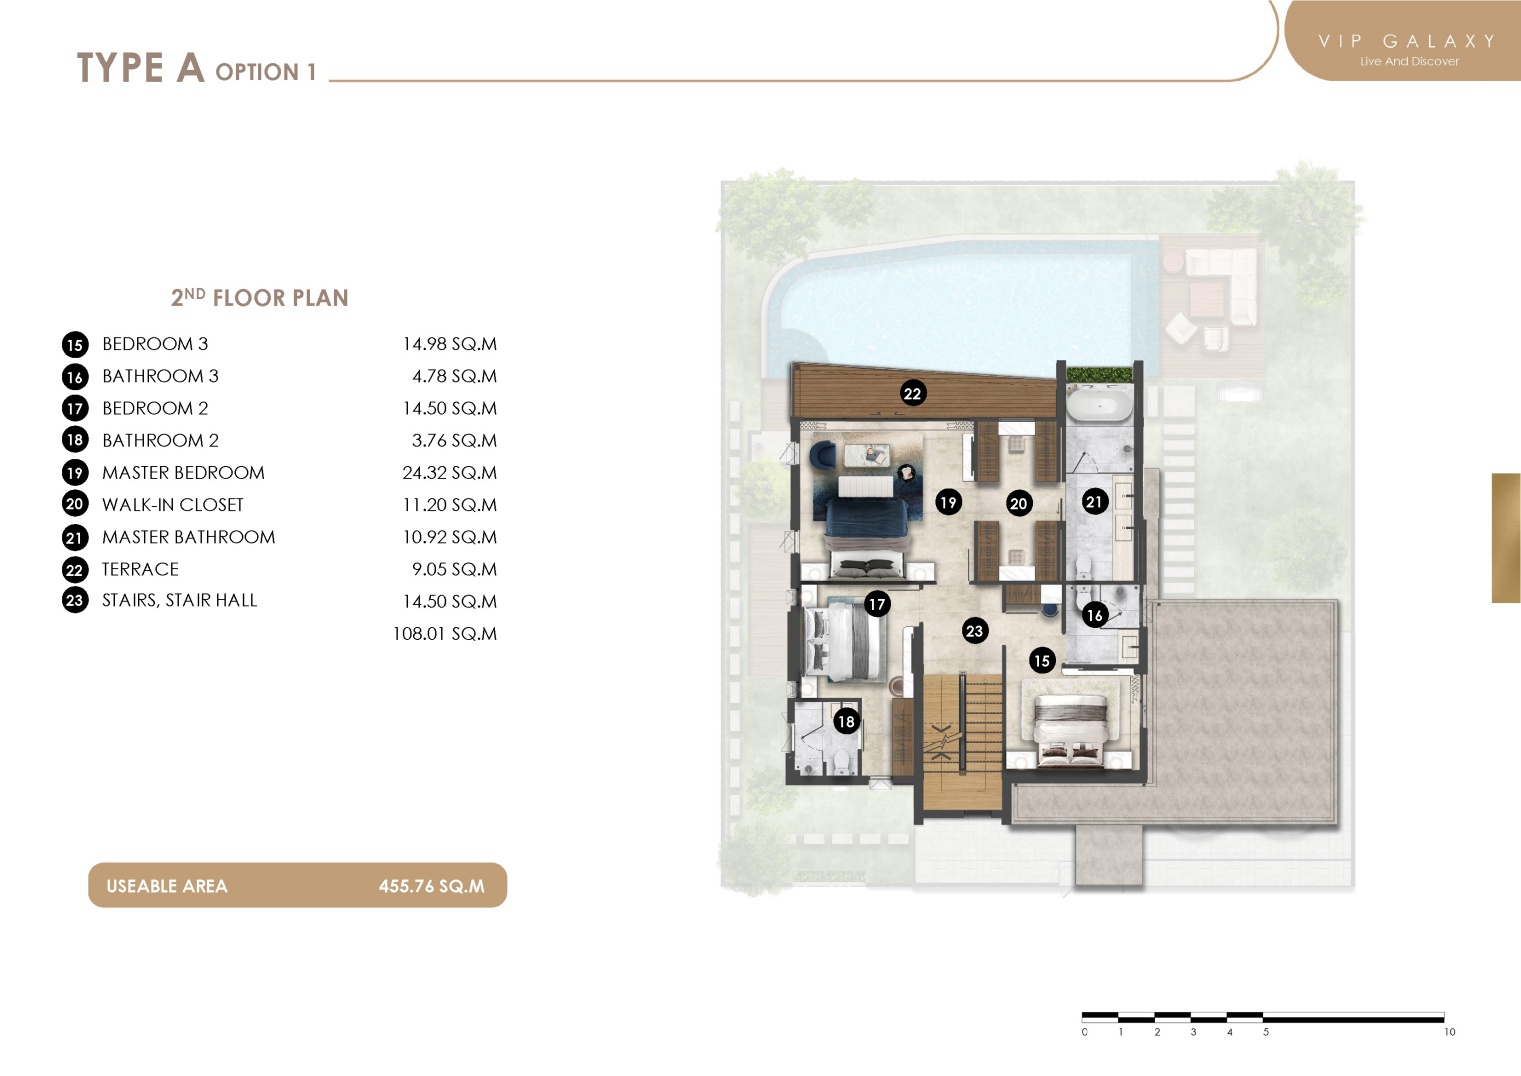 TYPE A OPTION 1
VIP GALAXY
Live And Discover
2ND FLOOR PLAN
15 BEDROOM 3 14.98 SQ.M
16 BATHROOM 3 4.78 SQ.M
17 BEDROOM 2 14.50 SQ.M
18 BATHROOM 2 3.76 SQ.M
19 MASTER BEDROOM 24.32 SQ.M
20 WALK-IN CLOSET 11.20 SQ.M
21 MASTER BATHROOM 10.92 SQ.M
22 TERRACE 9.05 SQ.M
23 STAIRS, STAIR HALL 14.50 SQ.M
108.01 SQ.M
USEABLE AREA 455.76 SQ.M
22
19
20
21
17
16
23
15
18
0 1 2 3 4 5 10